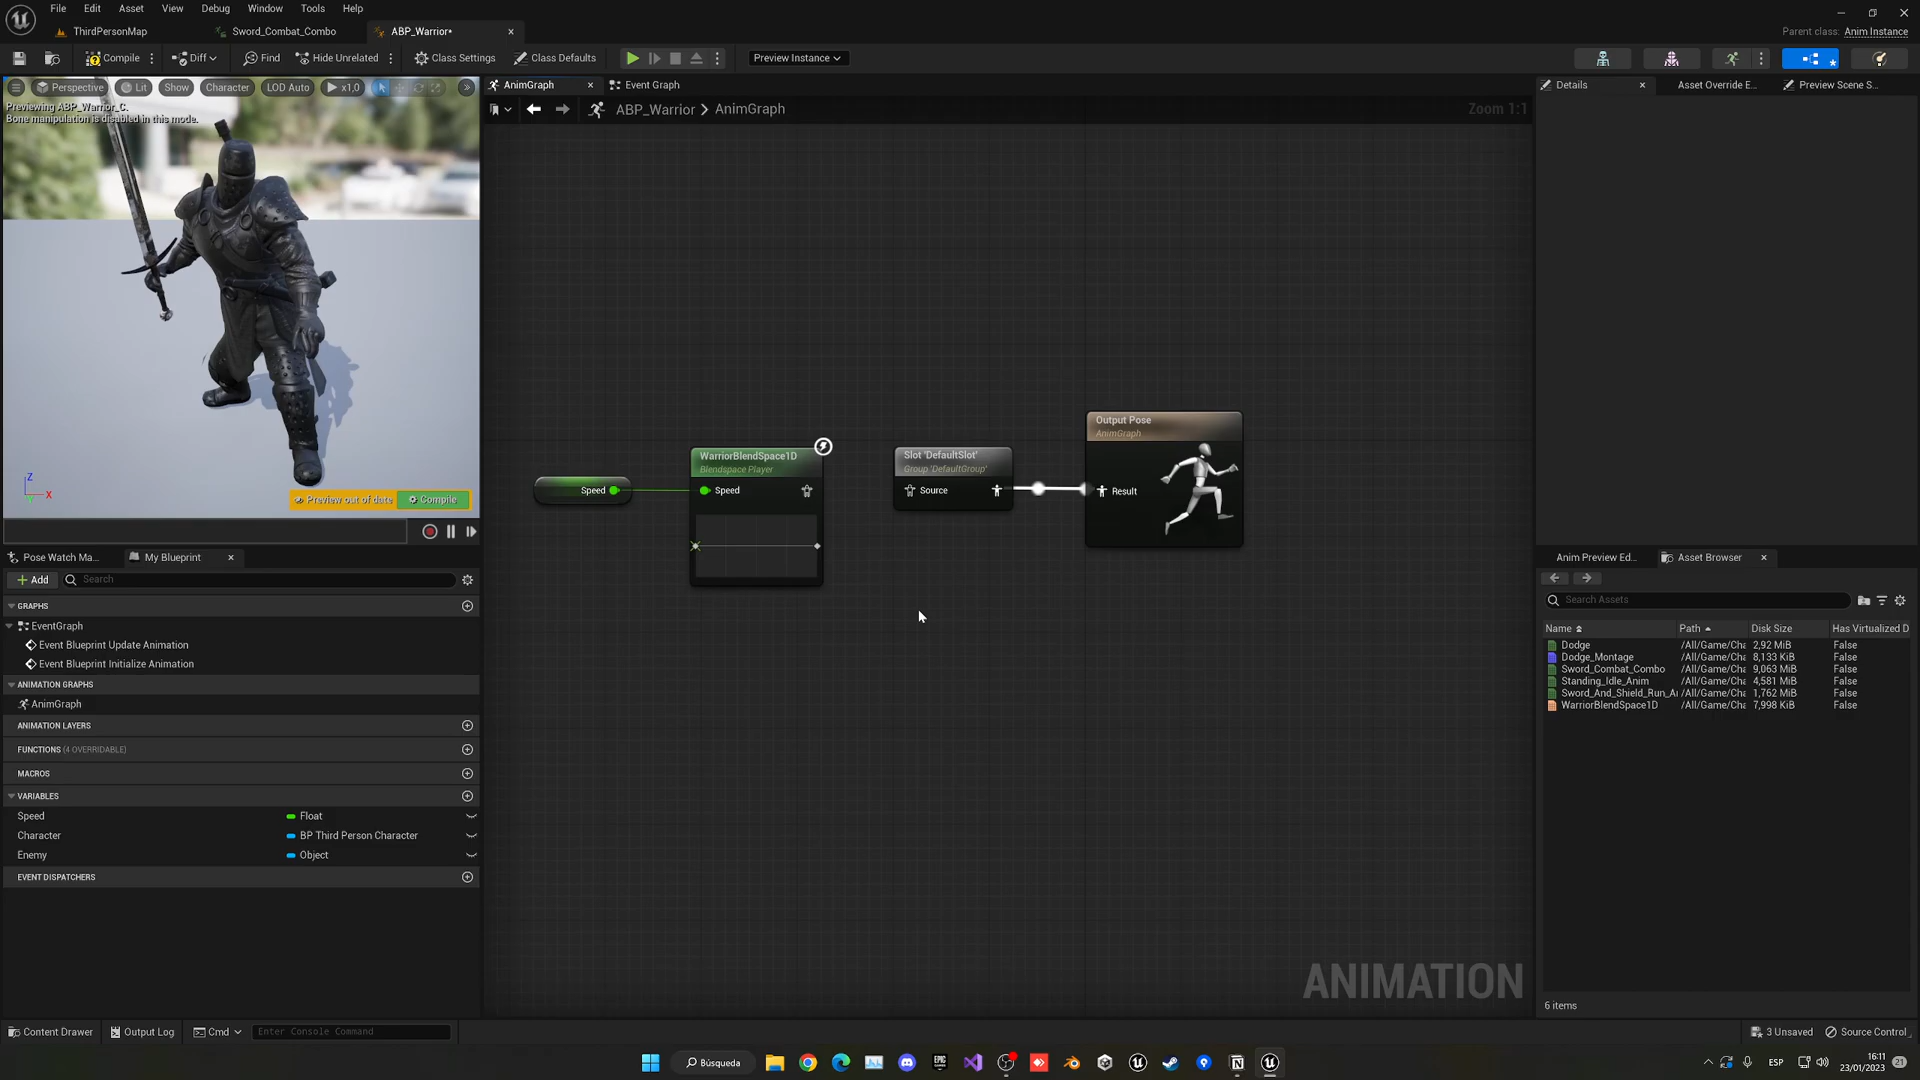 File Edit Asset View Debug Window Tools Help
ThirdPersonMap
Sword_Combat_Combo
ABP_Warrior*
Parent class: Anim Instance
Compile
Diff
Find
Hide Unrelated
Class Settings
Class Defaults
Preview Instance
Perspective
Lit
Show
Character
LOD Auto
x1,0
Previewing ABP_Warrior_C.
Bone manipulation is disabled in this mode.
Z
X
Preview out of date
Compile
AnimGraph
Event Graph
ABP_Warrior > AnimGraph
Zoom 1:1
Speed
WarriorBlendSpace1D
Blendspace Player
Speed
Slot 'DefaultSlot'
Group 'DefaultGroup'
Source
Output Pose
AnimGraph
Result
ANIMATION
Details
Asset Override E...
Preview Scene S...
Pose Watch Ma...
My Blueprint
Add
Search
GRAPHS
EventGraph
Event Blueprint Update Animation
Event Blueprint Initialize Animation
ANIMATION GRAPHS
AnimGraph
ANIMATION LAYERS
FUNCTIONS (4 OVERRIDABLE)
MACROS
VARIABLES
Speed Float
Character BP Third Person Character
Enemy Object
EVENT DISPATCHERS
Anim Preview Ed...
Asset Browser
Search Assets
Name Path Disk Size Has Virtualized D
Dodge /All/Game/Cha 2,92 MiB False
Dodge_Montage /All/Game/Cha 8,133 KiB False
Sword_Combat_Combo /All/Game/Cha 9,063 MiB False
Standing_Idle_Anim /All/Game/Cha 4,581 MiB False
Sword_And_Shield_Run_Ar /All/Game/Cha 1,762 MiB False
WarriorBlendSpace1D /All/Game/Cha 7,998 KiB False
6 items
Content Drawer
Output Log
Cmd
Enter Console Command
3 Unsaved
Source Control
Búsqueda
EPIC
ESP
16:11
23/01/2023
21